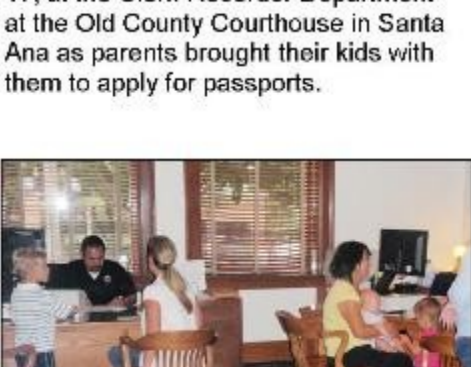 at the Old County Courthouse in Santa
Ana as parents brought their kids with
them to apply for passports.